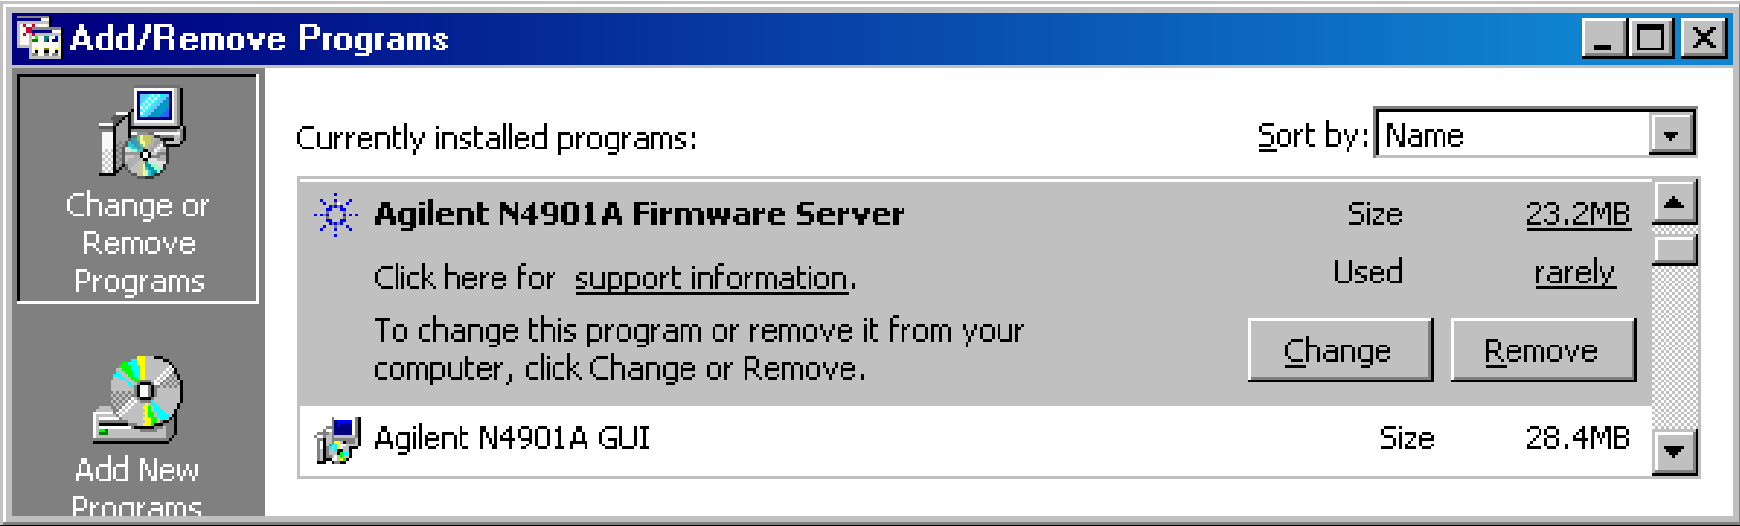 Add/Remove Programs
Change or
Remove
Programs
Add New
Programs
Currently installed programs:
Sort by: Name
Agilent N4901A Firmware Server Size 23.2MB
Click here for support information. Used rarely
To change this program or remove it from your
computer, click Change or Remove.
Change Remove
Agilent N4901A GUI Size 28.4MB